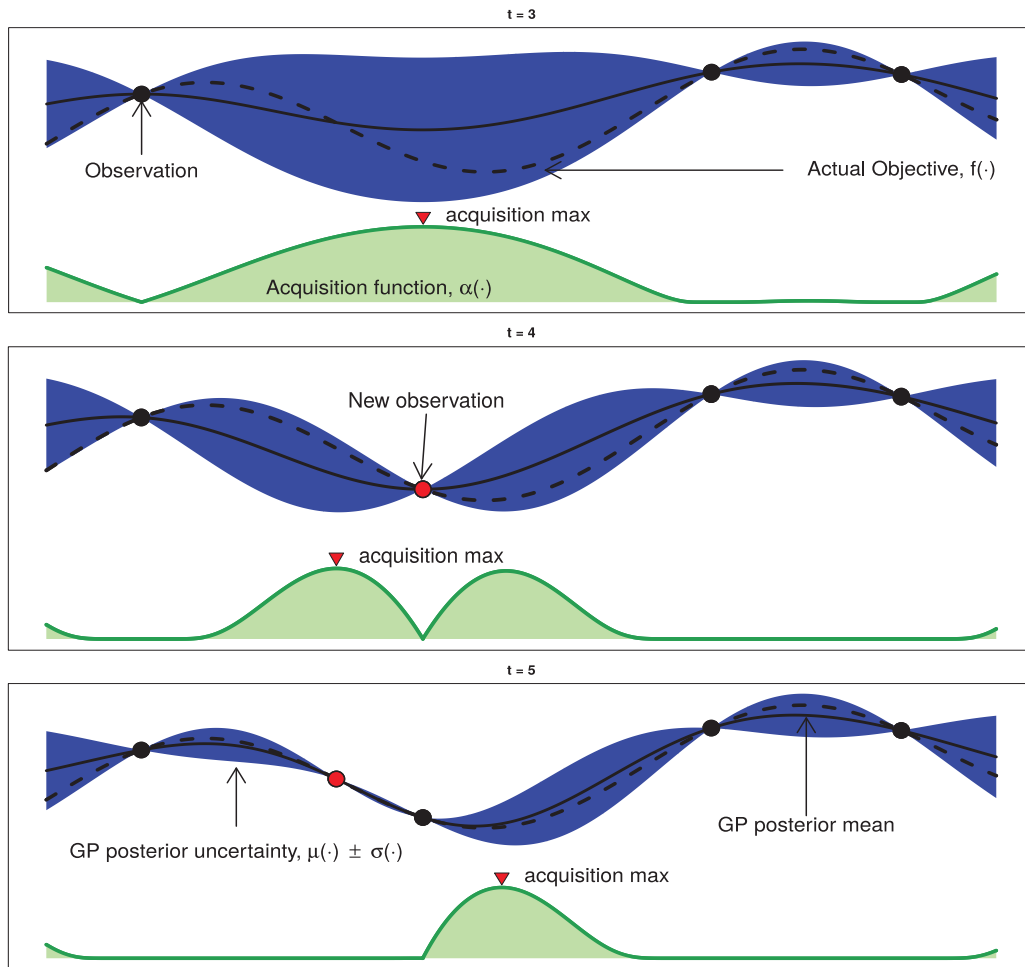 t = 3
Observation
Actual Objective, f(·)
acquisition max
Acquisition function, α(·)
t = 4
New observation
acquisition max
t = 5
GP posterior mean
GP posterior uncertainty, μ(·) ± σ(·)
acquisition max